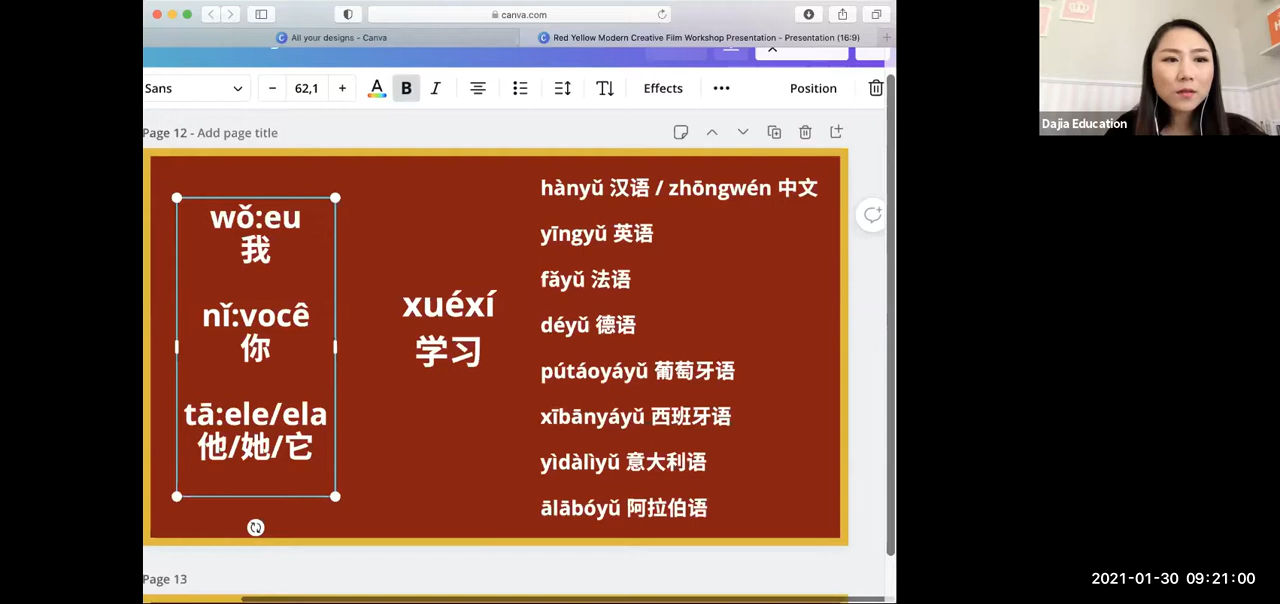 canva.com
All your designs - Canva
Red Yellow Modern Creative Film Workshop Presentation - Presentation (16:9)
Sans
62,1
A
B
I
Effects
Position
Page 12 - Add page title
wǒ:eu
我
nǐ:você
你
tā:ele/ela
他/她/它
xuéxí
学习
hànyǔ 汉语 / zhōngwén 中文
yīngyǔ 英语
fǎyǔ 法语
déyǔ 德语
pútáoyáyǔ 葡萄牙语
xībānyáyǔ 西班牙语
yìdàlìyǔ 意大利语
ālābóyǔ 阿拉伯语
Page 13
Dajia Education
2021-01-30 09:21:00